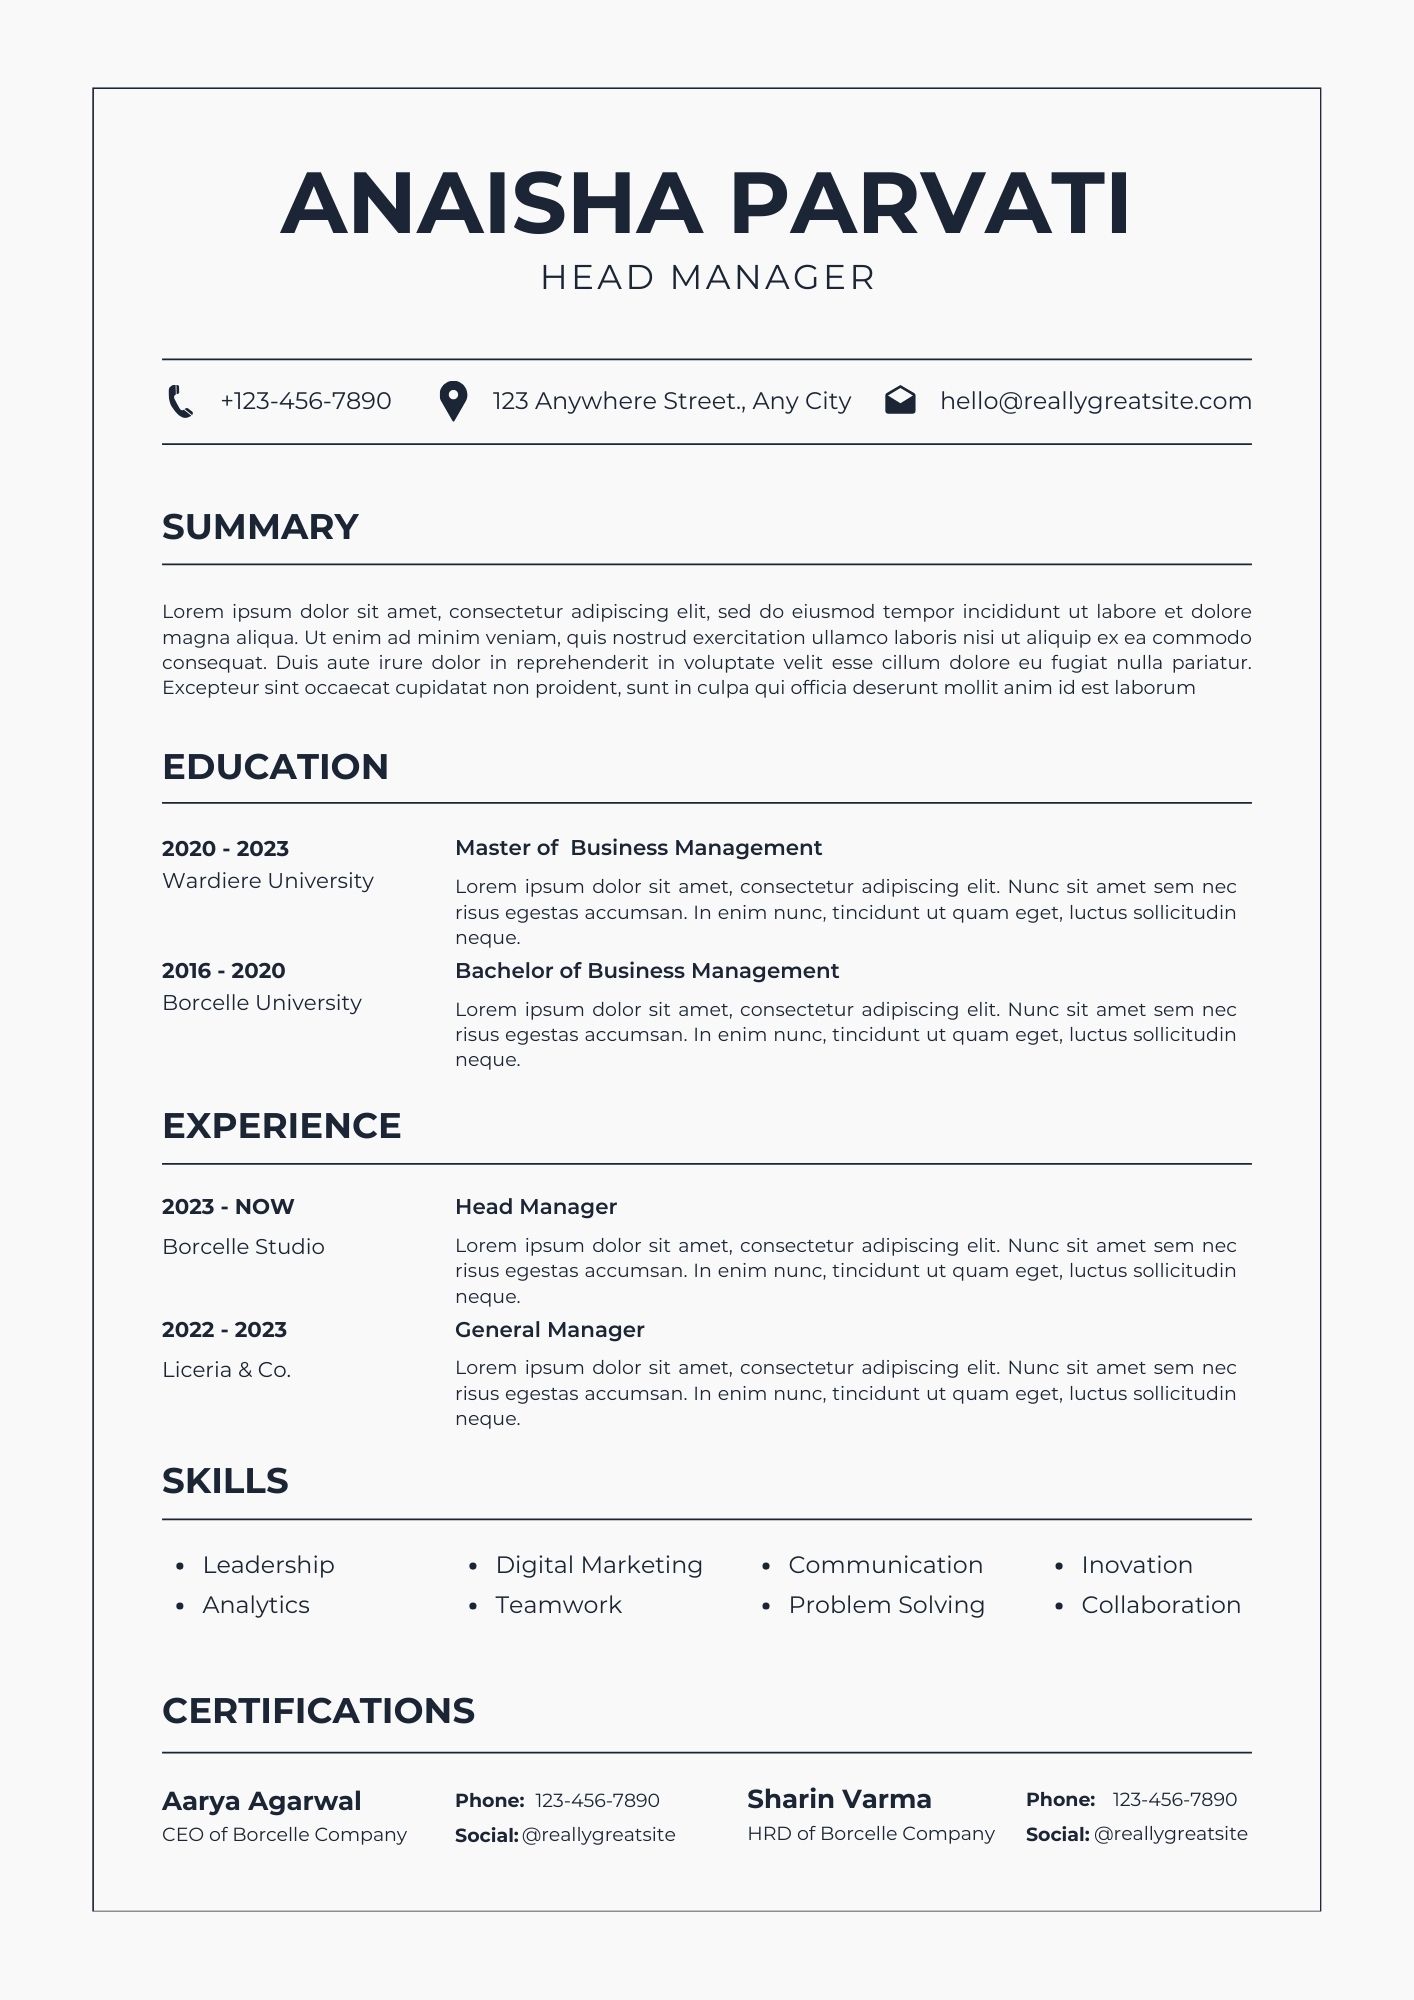 ANAISHA PARVATI
HEAD MANAGER
+123-456-7890 123 Anywhere Street., Any City hello@reallygreatsite.com
SUMMARY
Lorem ipsum dolor sit amet, consectetur adipiscing elit, sed do eiusmod tempor incididunt ut labore et dolore
magna aliqua. Ut enim ad minim veniam, quis nostrud exercitation ullamco laboris nisi ut aliquip ex ea commodo
consequat. Duis aute irure dolor in reprehenderit in voluptate velit esse cillum dolore eu fugiat nulla pariatur.
Excepteur sint occaecat cupidatat non proident, sunt in culpa qui officia deserunt mollit anim id est laborum
EDUCATION
2020 - 2023
Wardiere University
Master of  Business Management
Lorem ipsum dolor sit amet, consectetur adipiscing elit. Nunc sit amet sem nec
risus egestas accumsan. In enim nunc, tincidunt ut quam eget, luctus sollicitudin
neque.
2016 - 2020
Borcelle University
Bachelor of Business Management
Lorem ipsum dolor sit amet, consectetur adipiscing elit. Nunc sit amet sem nec
risus egestas accumsan. In enim nunc, tincidunt ut quam eget, luctus sollicitudin
neque.
EXPERIENCE
2023 - NOW
Borcelle Studio
Head Manager
Lorem ipsum dolor sit amet, consectetur adipiscing elit. Nunc sit amet sem nec
risus egestas accumsan. In enim nunc, tincidunt ut quam eget, luctus sollicitudin
neque.
2022 - 2023
Liceria & Co.
General Manager
Lorem ipsum dolor sit amet, consectetur adipiscing elit. Nunc sit amet sem nec
risus egestas accumsan. In enim nunc, tincidunt ut quam eget, luctus sollicitudin
neque.
SKILLS
• Leadership • Digital Marketing • Communication • Inovation
• Analytics • Teamwork • Problem Solving • Collaboration
CERTIFICATIONS
Aarya Agarwal
CEO of Borcelle Company
Phone: 123-456-7890
Social: @reallygreatsite
Sharin Varma
HRD of Borcelle Company
Phone: 123-456-7890
Social: @reallygreatsite